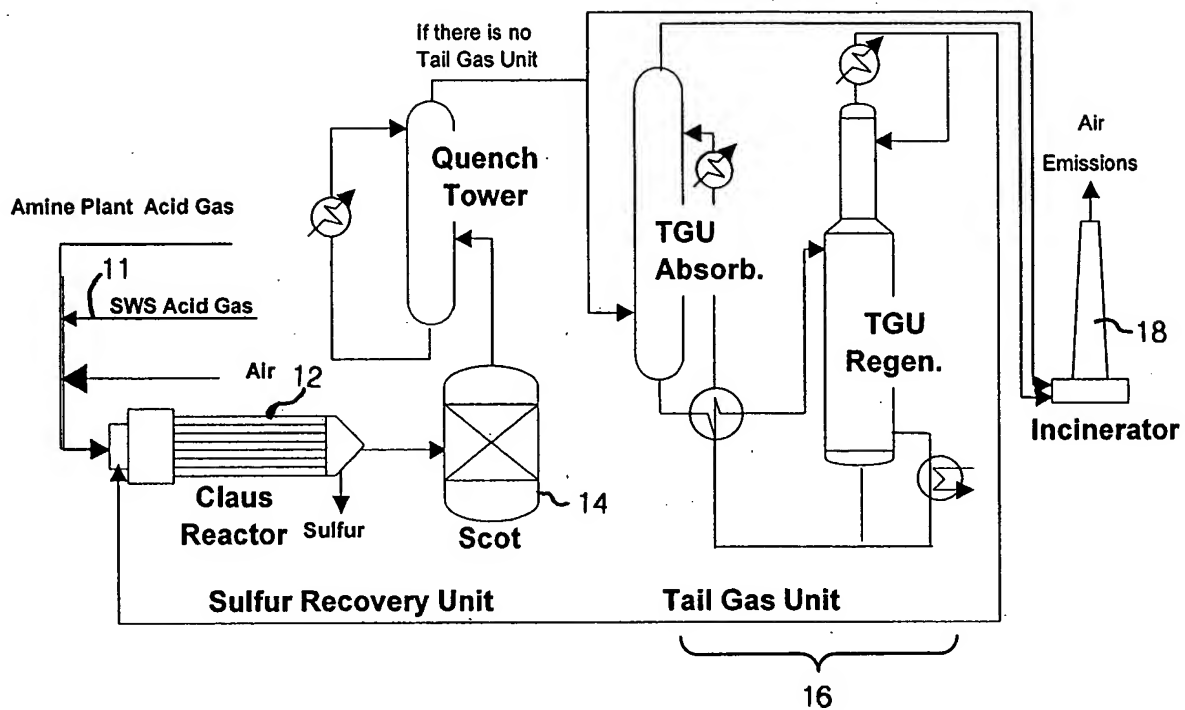 If there is no
Tail Gas Unit
Quench
Tower
Amine Plant Acid Gas
11
SWS Acid Gas
Air
12
Claus
Reactor
Sulfur
14
Scot
TGU
Absorb.
TGU
Regen.
Air
Emissions
18
Incinerator
Sulfur Recovery Unit
Tail Gas Unit
16